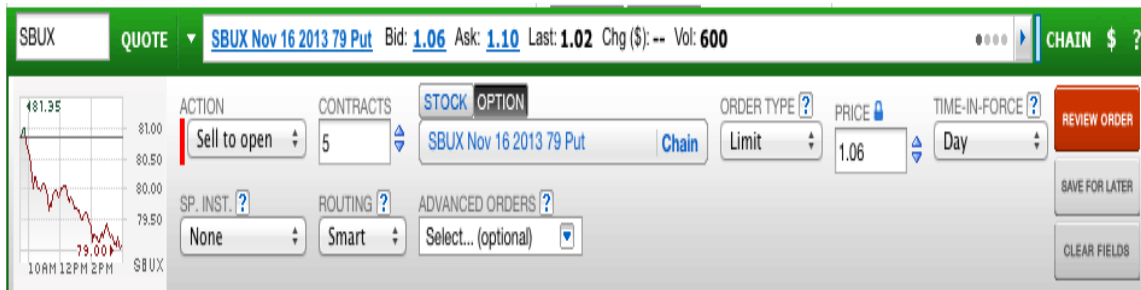 SBUX QUOTE ▼ SBUX Nov 16 2013 79 Put Bid: 1.06 Ask: 1.10 Last: 1.02 Chg ($): -- Vol: 600 CHAIN $ ?
81.35
81.00
80.50
80.00
79.50
79.00
10AM 12PM 2PM SBUX
ACTION CONTRACTS STOCK OPTION ORDER TYPE ? PRICE TIME-IN-FORCE ?
Sell to open 5 SBUX Nov 16 2013 79 Put Chain Limit 1.06 Day
SP. INST. ? ROUTING ? ADVANCED ORDERS ?
None Smart Select... (optional)
REVIEW ORDER
SAVE FOR LATER
CLEAR FIELDS